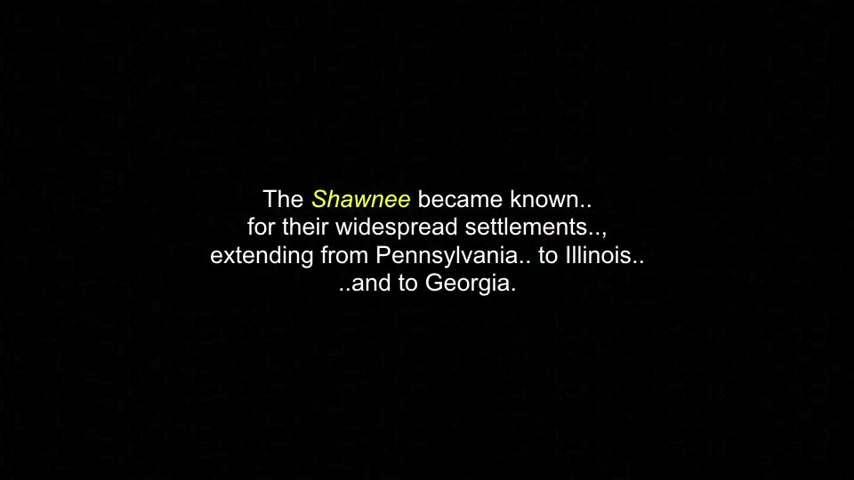 The Shawnee became known..
for their widespread settlements..,
extending from Pennsylvania.. to Illinois..
..and to Georgia.